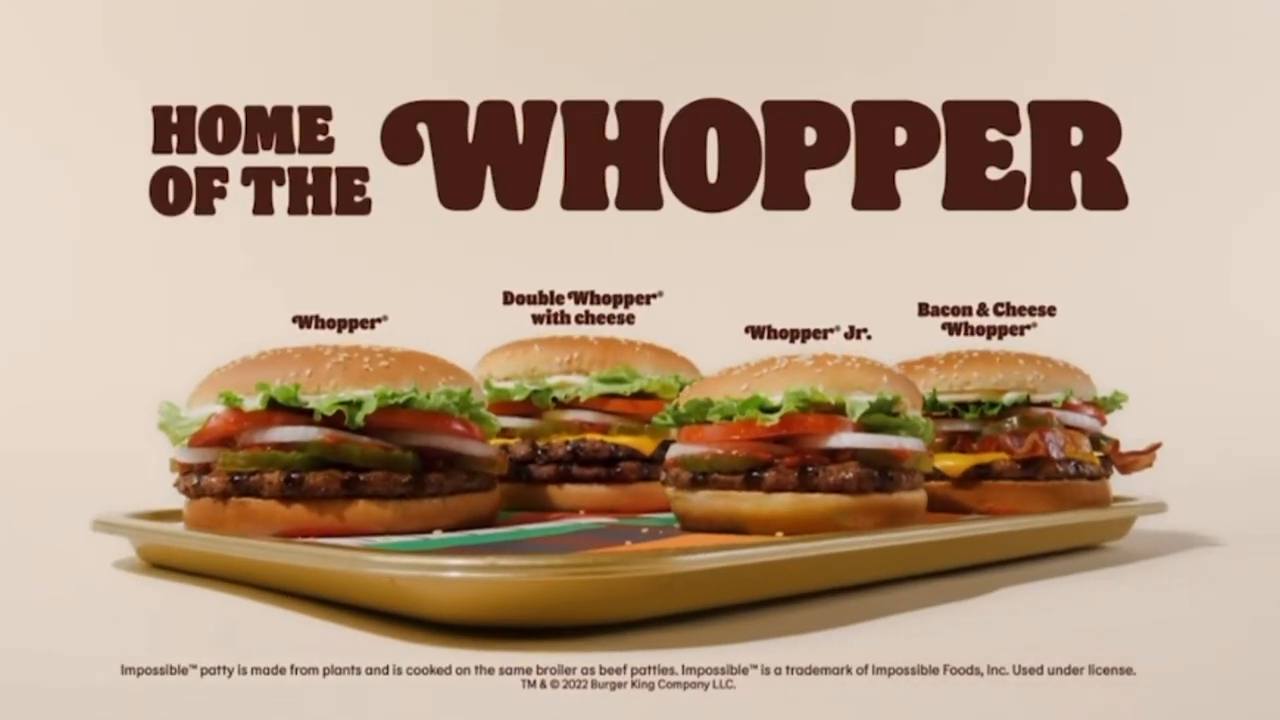 HOME
OF THE
WHOPPER
Whopper®
Double Whopper®
with cheese
Whopper® Jr.
Bacon & Cheese
Whopper®
Impossible™ patty is made from plants and is cooked on the same broiler as beef patties. Impossible™ is a trademark of Impossible Foods, Inc. Used under license.
TM & © 2022 Burger King Company LLC.